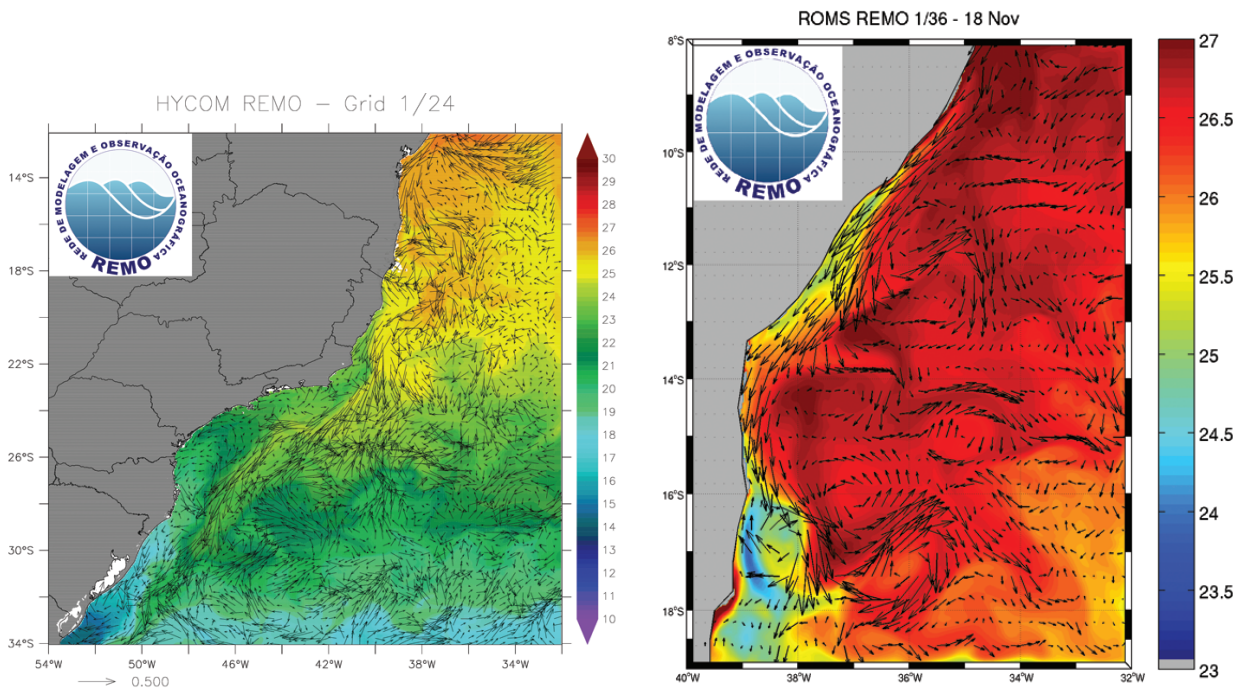 HYCOM REMO – Grid 1/24
REDE DE MODELAGEM E OBSERVAÇÃO OCEANOGRÁFICA
REMO
14°S
18°S
22°S
26°S
30°S
34°S
54°W 50°W 46°W 42°W 38°W 34°W
0.500
30
29
28
27
26
25
24
23
22
21
20
19
18
17
16
15
14
13
12
11
10
ROMS REMO 1/36 - 18 Nov
REDE DE MODELAGEM E OBSERVAÇÃO OCEANOGRÁFICA
REMO
8°S
10°S
12°S
14°S
16°S
18°S
40°W 38°W 36°W 34°W 32°W
27
26.5
26
25.5
25
24.5
24
23.5
23